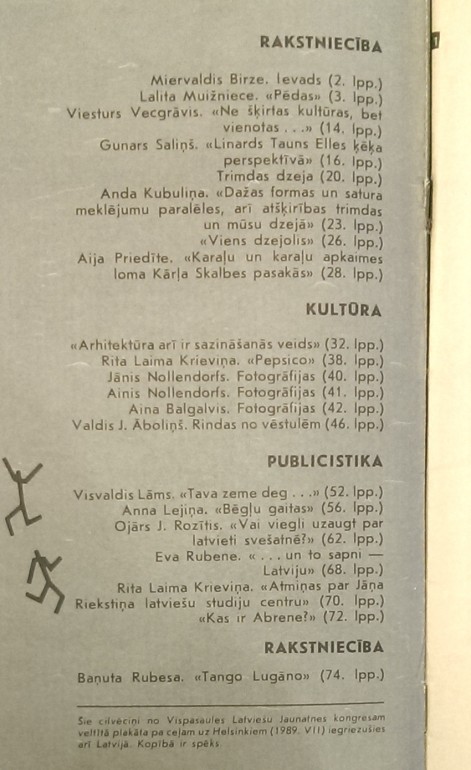 RAKSTNIECĪBA
Miervaldis Birze. Ievads (2. lpp.)
Lalita Muižniece. «Pēdas» (3. lpp.)
Viesturs Vecgrāvis. «Ne šķirtas kultūras, bet
vienotas . . .» (14. lpp.)
Gunars Saliņš. «Linards Tauns Elles ķēķa
perspektīvā» (16. lpp.)
Trimdas dzeja (20. lpp.)
Anda Kubuliņa. «Dažas formas un satura
meklējumu paralēles, arī atšķirības trimdas
un mūsu dzejā» (23. lpp.)
«Viens dzejolis» (26. lpp.)
Aija Priedīte. «Karaļu un karaļu apkaimes
loma Kārļa Skalbes pasakās» (28. lpp.)
KULTŪRA
«Arhitektūra arī ir sazināšanās veids» (32. lpp.)
Rita Laima Krieviņa. «Pepsico» (38. lpp.)
Jānis Nollendorfs. Fotogrāfijas (40. lpp.)
Ainis Nollendorfs. Fotogrāfijas (41. lpp.)
Aina Balgalvis. Fotogrāfijas (42. lpp.)
Valdis J. Āboliņš. Rindas no vēstulēm (46. lpp.)
PUBLICISTIKA
Visvaldis Lāms. «Tava zeme deg . . .» (52. lpp.)
Anna Lejiņa. «Bēgļu gaitas» (56. lpp.)
Ojārs J. Rozītis. «Vai viegli uzaugt par
latvieti svešatnē?» (62. lpp.)
Eva Rubene. « . . . un to sapni —
Latviju» (68. lpp.)
Rita Laima Krieviņa. «Atmiņas par Jāņa
Riekstiņa latviešu studiju centru» (70. lpp.)
«Kas ir Abrene?» (72. lpp.)
RAKSTNIECĪBA
Baņuta Rubesa. «Tango Lugāno» (74. lpp.)
Šie cilvēciņi no Vispasaules Latviešu Jaunatnes kongresam
veltītā plakāta pa ceļam uz Helsinkiem (1989. VII) iegriezušies
arī Latvijā. Kopībā ir spēks.